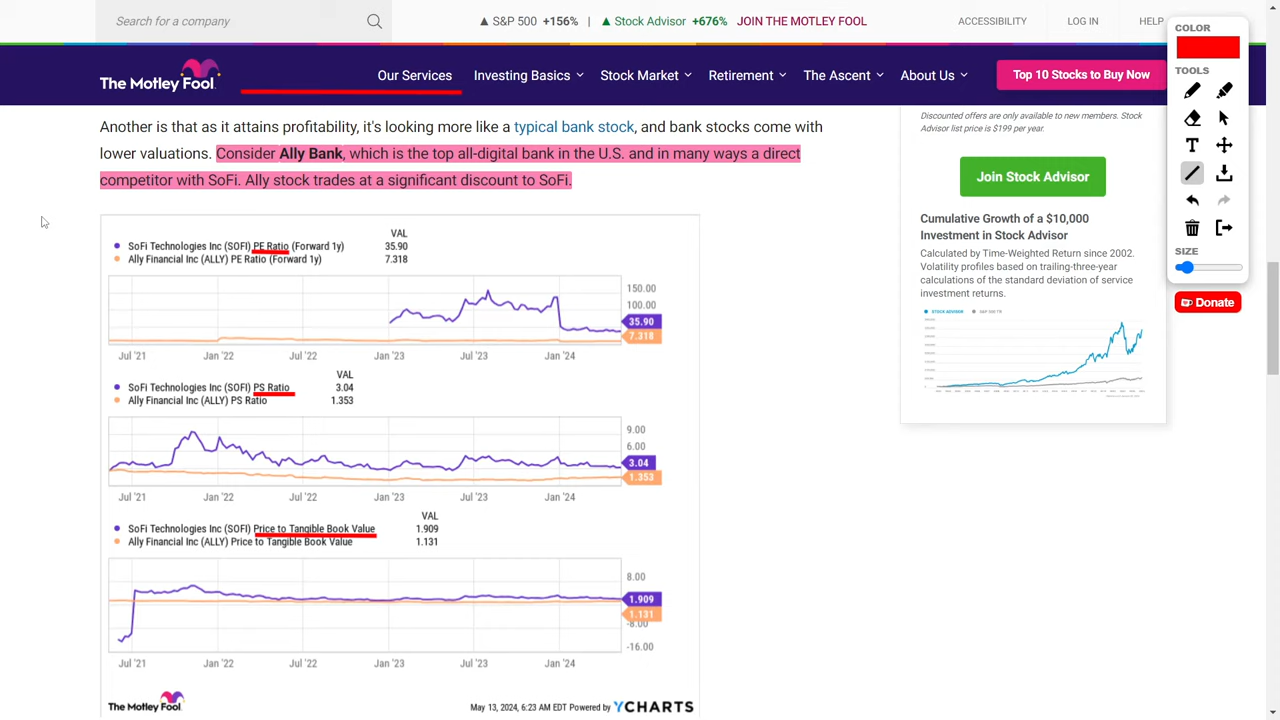 Search for a company
▲ S&P 500 +156% | ▲ Stock Advisor +676% JOIN THE MOTLEY FOOL
ACCESSIBILITY LOG IN HELP
The Motley Fool
Our Services Investing Basics Stock Market Retirement The Ascent About Us
Top 10 Stocks to Buy Now
Another is that as it attains profitability, it's looking more like a typical bank stock, and bank stocks come with
lower valuations. Consider Ally Bank, which is the top all-digital bank in the U.S. and in many ways a direct
competitor with SoFi. Ally stock trades at a significant discount to SoFi.
VAL
SoFi Technologies Inc (SOFI) PE Ratio (Forward 1y) 35.90
Ally Financial Inc (ALLY) PE Ratio (Forward 1y) 7.318
150.00
100.00
35.90
7.318
Jul '21 Jan '22 Jul '22 Jan '23 Jul '23 Jan '24
VAL
SoFi Technologies Inc (SOFI) PS Ratio 3.04
Ally Financial Inc (ALLY) PS Ratio 1.353
9.00
6.00
3.04
1.353
Jul '21 Jan '22 Jul '22 Jan '23 Jul '23 Jan '24
VAL
SoFi Technologies Inc (SOFI) Price to Tangible Book Value 1.909
Ally Financial Inc (ALLY) Price to Tangible Book Value 1.131
8.00
1.909
1.131
-8.00
-16.00
Jul '21 Jan '22 Jul '22 Jan '23 Jul '23 Jan '24
The Motley Fool
May 13, 2024, 6:23 AM EDT Powered by YCHARTS
Discounted offers are only available to new members. Stock
Advisor list price is $199 per year.
Join Stock Advisor
Cumulative Growth of a $10,000
Investment in Stock Advisor
Calculated by Time-Weighted Return since 2002.
Volatility profiles based on trailing-three-year
calculations of the standard deviation of service
investment returns.
STOCK ADVISOR S&P 500 TR
COLOR
TOOLS
T
SIZE
Donate